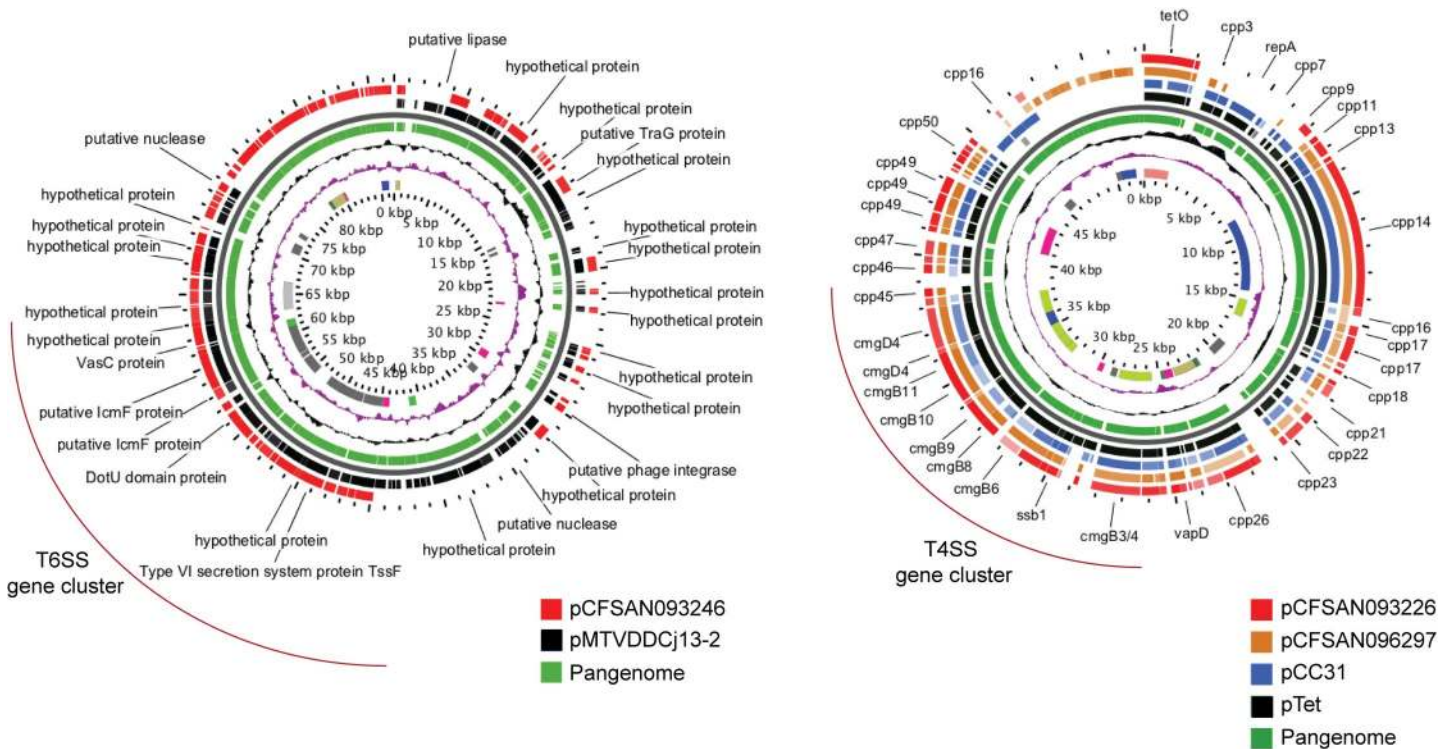 putative lipase
hypothetical protein
hypothetical protein
putative TraG protein
hypothetical protein
hypothetical protein
hypothetical protein
hypothetical protein
hypothetical protein
hypothetical protein
hypothetical protein
putative phage integrase
hypothetical protein
putative nuclease
hypothetical protein
Type VI secretion system protein TssF
hypothetical protein
DotU domain protein
putative IcmF protein
putative IcmF protein
VasC protein
hypothetical protein
hypothetical protein
hypothetical protein
hypothetical protein
hypothetical protein
putative nuclease
0 kbp
5 kbp
10 kbp
15 kbp
20 kbp
25 kbp
30 kbp
35 kbp
40 kbp
45 kbp
50 kbp
55 kbp
60 kbp
65 kbp
70 kbp
75 kbp
80 kbp
T6SS
gene cluster
pCFSAN093246
pMTVDDCj13-2
Pangenome
tetO
cpp3
repA
cpp7
cpp9
cpp11
cpp13
cpp14
cpp16
cpp17
cpp17
cpp18
cpp21
cpp22
cpp23
cpp26
vapD
cmgB3/4
ssb1
cmgB6
cmgB8
cmgB9
cmgB10
cmgB11
cmgD4
cmgD4
cpp45
cpp46
cpp47
cpp49
cpp49
cpp49
cpp50
cpp16
0 kbp
5 kbp
10 kbp
15 kbp
20 kbp
25 kbp
30 kbp
35 kbp
40 kbp
45 kbp
T4SS
gene cluster
pCFSAN093226
pCFSAN096297
pCC31
pTet
Pangenome